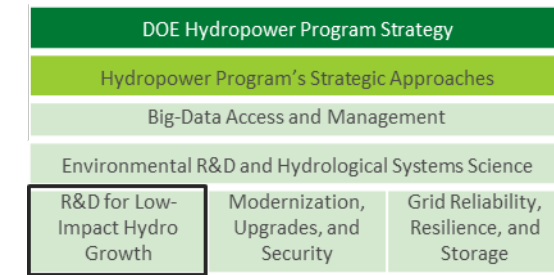 DOE Hydropower Program Strategy
Hydropower Program's Strategic Approaches
Big-Data Access and Management
Environmental R&D and Hydrological Systems Science
R&D for Low-
Impact Hydro
Growth
Modernization,
Upgrades, and
Security
Grid Reliability,
Resilience, and
Storage